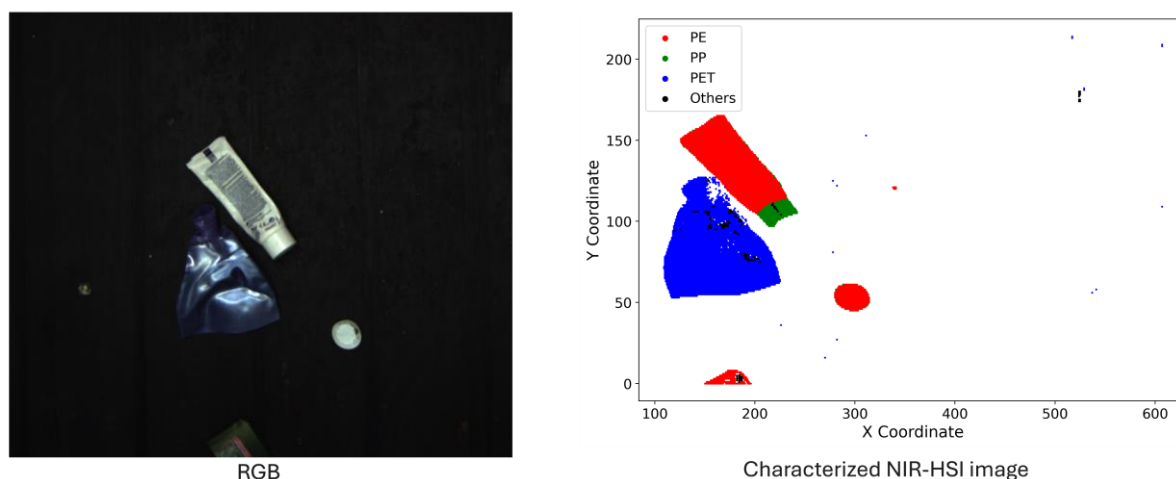 PE
PP
PET
Others
200
150
100
50
0
Y Coordinate
100 200 300 400 500 600
X Coordinate
RGB
Characterized NIR-HSI image